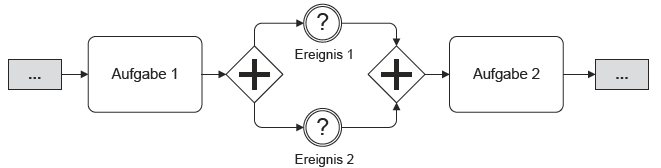 ...
Aufgabe 1
?
Ereignis 1
?
Ereignis 2
Aufgabe 2
...